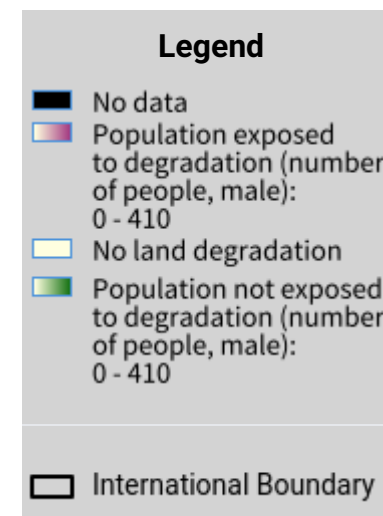 Legend
No data
Population exposed
to degradation (number
of people, male):
0 - 410
No land degradation
Population not exposed
to degradation (number
of people, male):
0 - 410
International Boundary